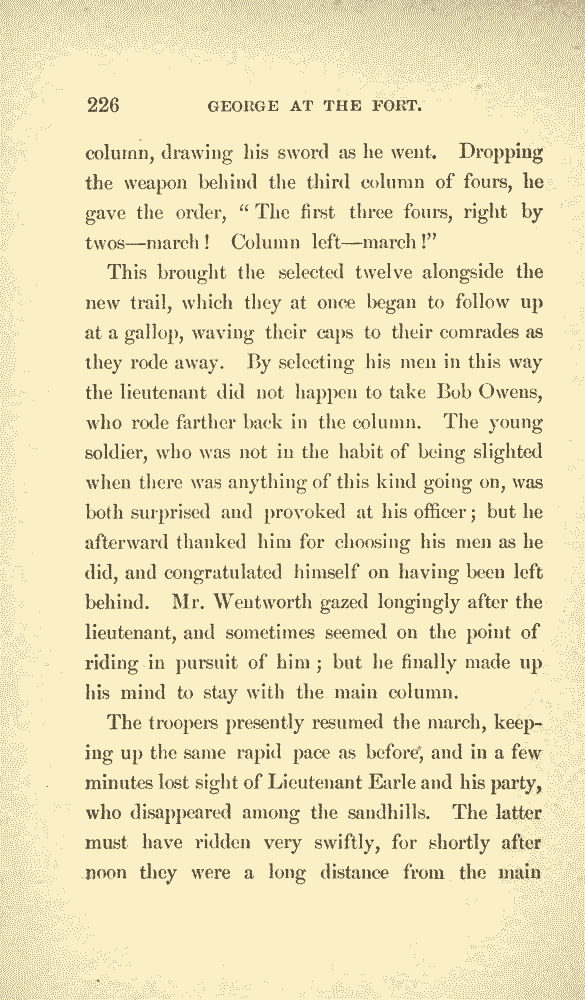 226 GEORGE AT THE FORT.
column, drawing his sword as he went. Dropping
the weapon behind the third column of fours, he
gave the order, “ The first three fours, right by
twos—march ! Column left—march !”
This brought the selected twelve alongside the
new trail, which they at once began to follow up
at a gallop, waving their caps to their comrades as
they rode away. By selecting his men in this way
the lieutenant did not happen to take Bob Owens,
who rode farther back in the column. The young
soldier, who was not in the habit of being slighted
when there was anything of this kind going on, was
both surprised and provoked at his officer ; but he
afterward thanked him for choosing his men as he
did, and congratulated himself on having been left
behind. Mr. Wentworth gazed longingly after the
lieutenant, and sometimes seemed on the point of
riding in pursuit of him ; but he finally made up
his mind to stay with the main column.
The troopers presently resumed the march, keep-
ing up the same rapid pace as before, and in a few
minutes lost sight of Lieutenant Earle and his party,
who disappeared among the sandhills. The latter
must have ridden very swiftly, for shortly after
noon they were a long distance from the main